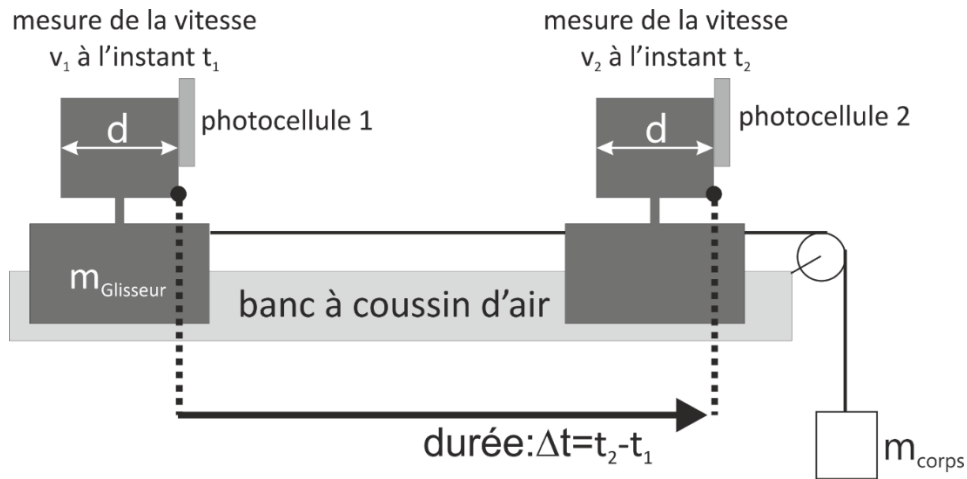 mesure de la vitesse
v₁ à l’instant t₁
mesure de la vitesse
v₂ à l’instant t₂
d
photocellule 1
d
photocellule 2
m_Glisseur
banc à coussin d’air
durée:Δt=t₂-t₁
m_corps